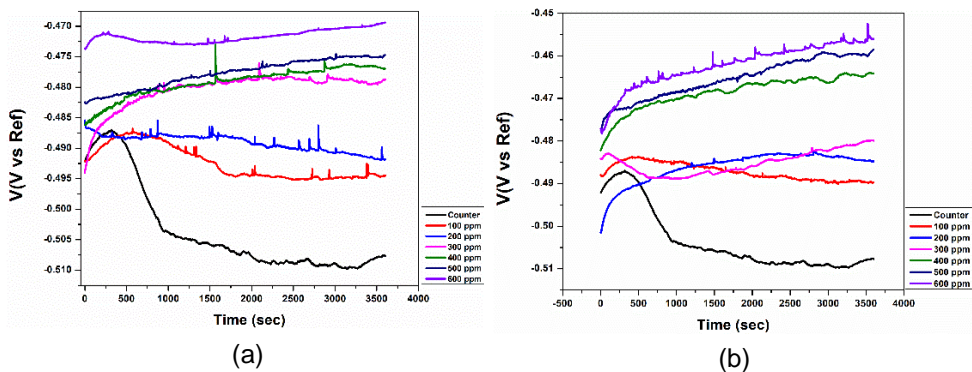 -0.470
-0.475
-0.480
-0.485
-0.490
-0.495
-0.500
-0.505
-0.510
V(V vs Ref)
0 500 1000 1500 2000 2500 3000 3500 4000
Time (sec)
Counter
100 ppm
200 ppm
300 ppm
400 ppm
500 ppm
600 ppm
(a)
-0.45
-0.46
-0.47
-0.48
-0.49
-0.50
-0.51
V(V vs Ref)
-500 0 500 1000 1500 2000 2500 3000 3500 4000
Time (sec)
Counter
100 ppm
200 ppm
300 ppm
400 ppm
500 ppm
600 ppm
(b)